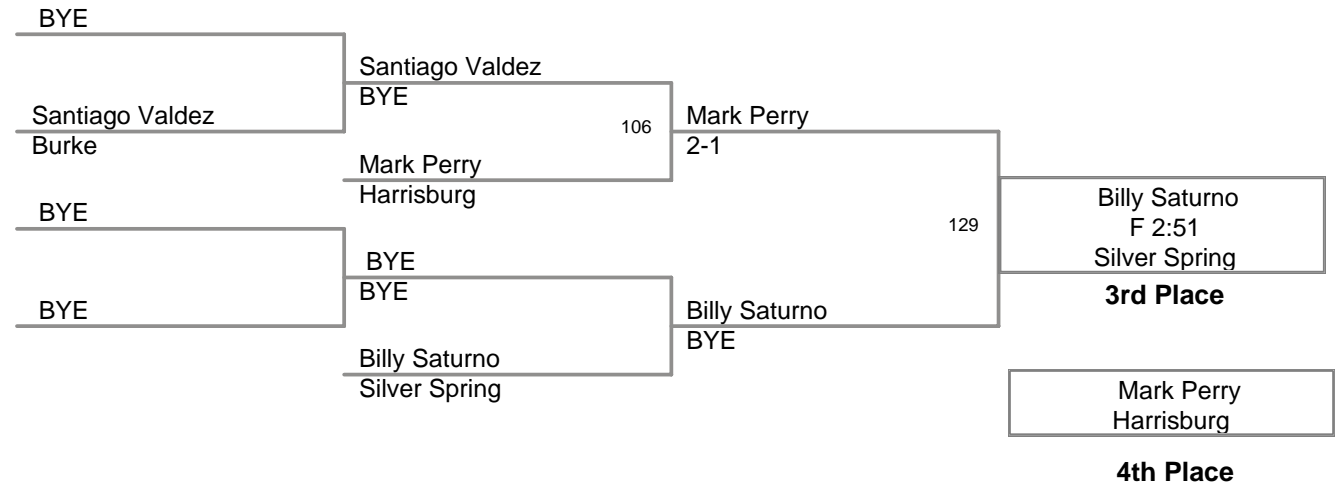 BYE
Santiago Valdez
BYE
Santiago Valdez
Burke
106
Mark Perry
2-1
Mark Perry
Harrisburg
BYE
129
Billy Saturno
F 2:51
Silver Spring
3rd Place
BYE
BYE
BYE
Billy Saturno
BYE
Billy Saturno
Silver Spring
Mark Perry
Harrisburg
4th Place